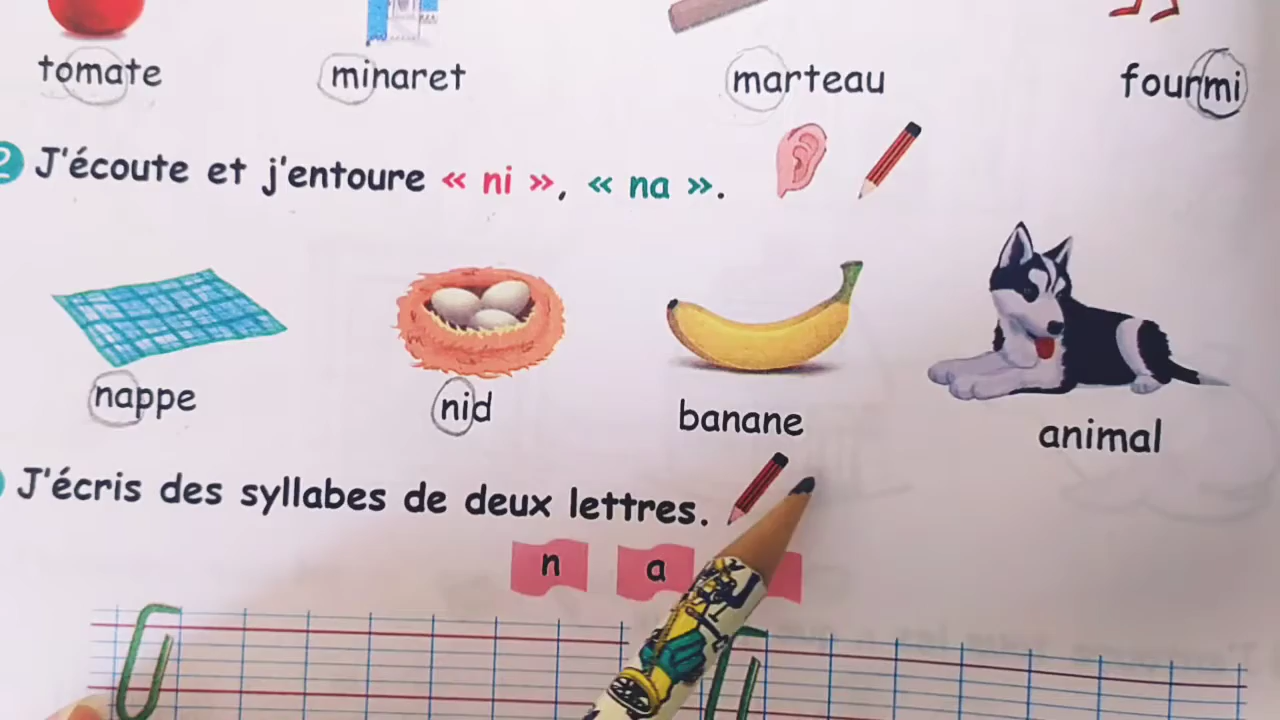 tomate minaret marteau fourmi
2 J'écoute et j'entoure « ni », « na ».
nappe nid banane animal
J'écris des syllabes de deux lettres.
n a